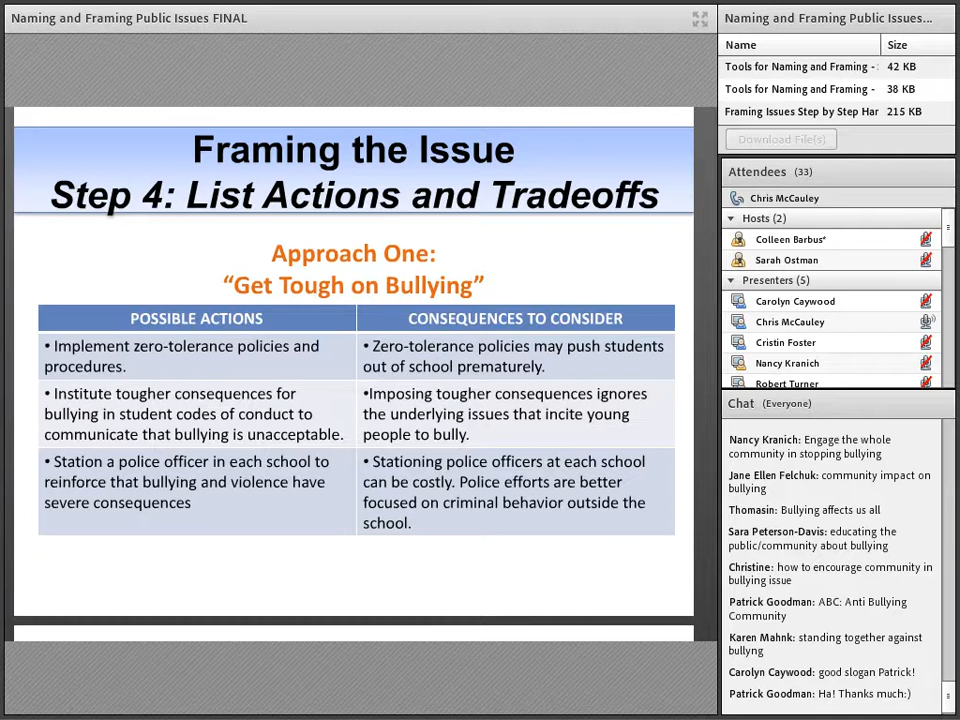 Naming and Framing Public Issues FINAL
Framing the Issue
Step 4: List Actions and Tradeoffs
Approach One:
“Get Tough on Bullying”
POSSIBLE ACTIONS
CONSEQUENCES TO CONSIDER
• Implement zero-tolerance policies and
procedures.
• Zero-tolerance policies may push students
out of school prematurely.
• Institute tougher consequences for
bullying in student codes of conduct to
communicate that bullying is unacceptable.
•Imposing tougher consequences ignores
the underlying issues that incite young
people to bully.
• Station a police officer in each school to
reinforce that bullying and violence have
severe consequences
• Stationing police officers at each school
can be costly. Police efforts are better
focused on criminal behavior outside the
school.
Naming and Framing Public Issues...
Name Size
Tools for Naming and Framing - 42 KB
Tools for Naming and Framing - 38 KB
Framing Issues Step by Step Har 215 KB
Download File(s)
Attendees (33)
Chris McCauley
Hosts (2)
Colleen Barbus*
Sarah Ostman
Presenters (5)
Carolyn Caywood
Chris McCauley
Cristin Foster
Nancy Kranich
Robert Turner
Chat (Everyone)
Nancy Kranich: Engage the whole
community in stopping bullying
Jane Ellen Felchuk: community impact on
bullying
Thomasin: Bullying affects us all
Sara Peterson-Davis: educating the
public/community about bullying
Christine: how to encourage community in
bullying issue
Patrick Goodman: ABC: Anti Bullying
Community
Karen Mahnk: standing together against
bullyng
Carolyn Caywood: good slogan Patrick!
Patrick Goodman: Ha! Thanks much:)